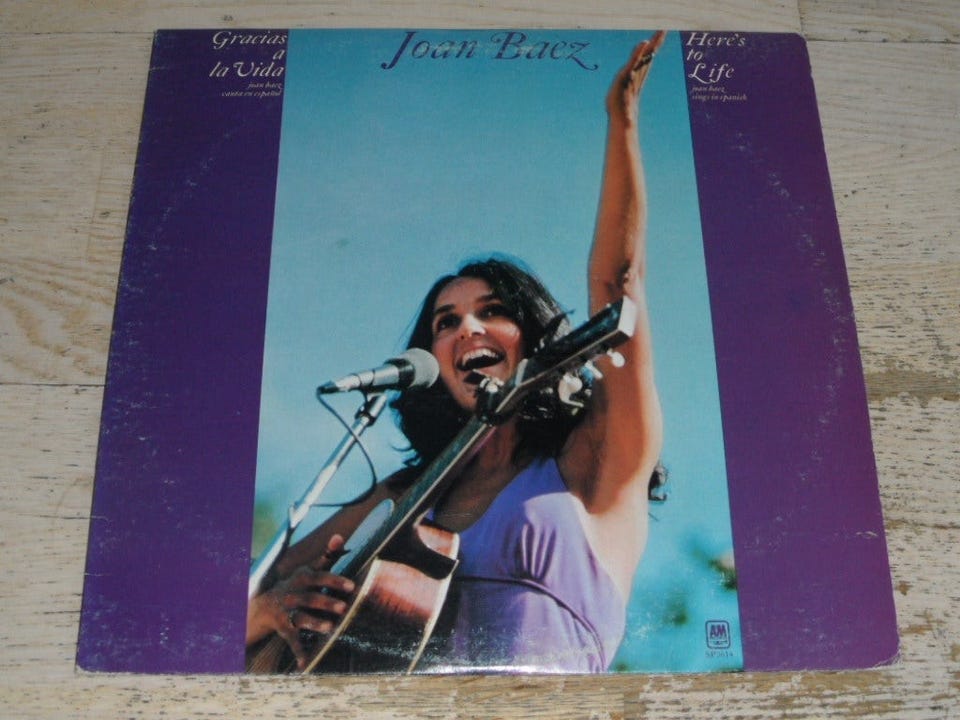 Gracias
a
la Vida
joan baez
canta en español
Joan Baez
Here's
to
Life
joan baez
sings in spanish
A&M
SP3614